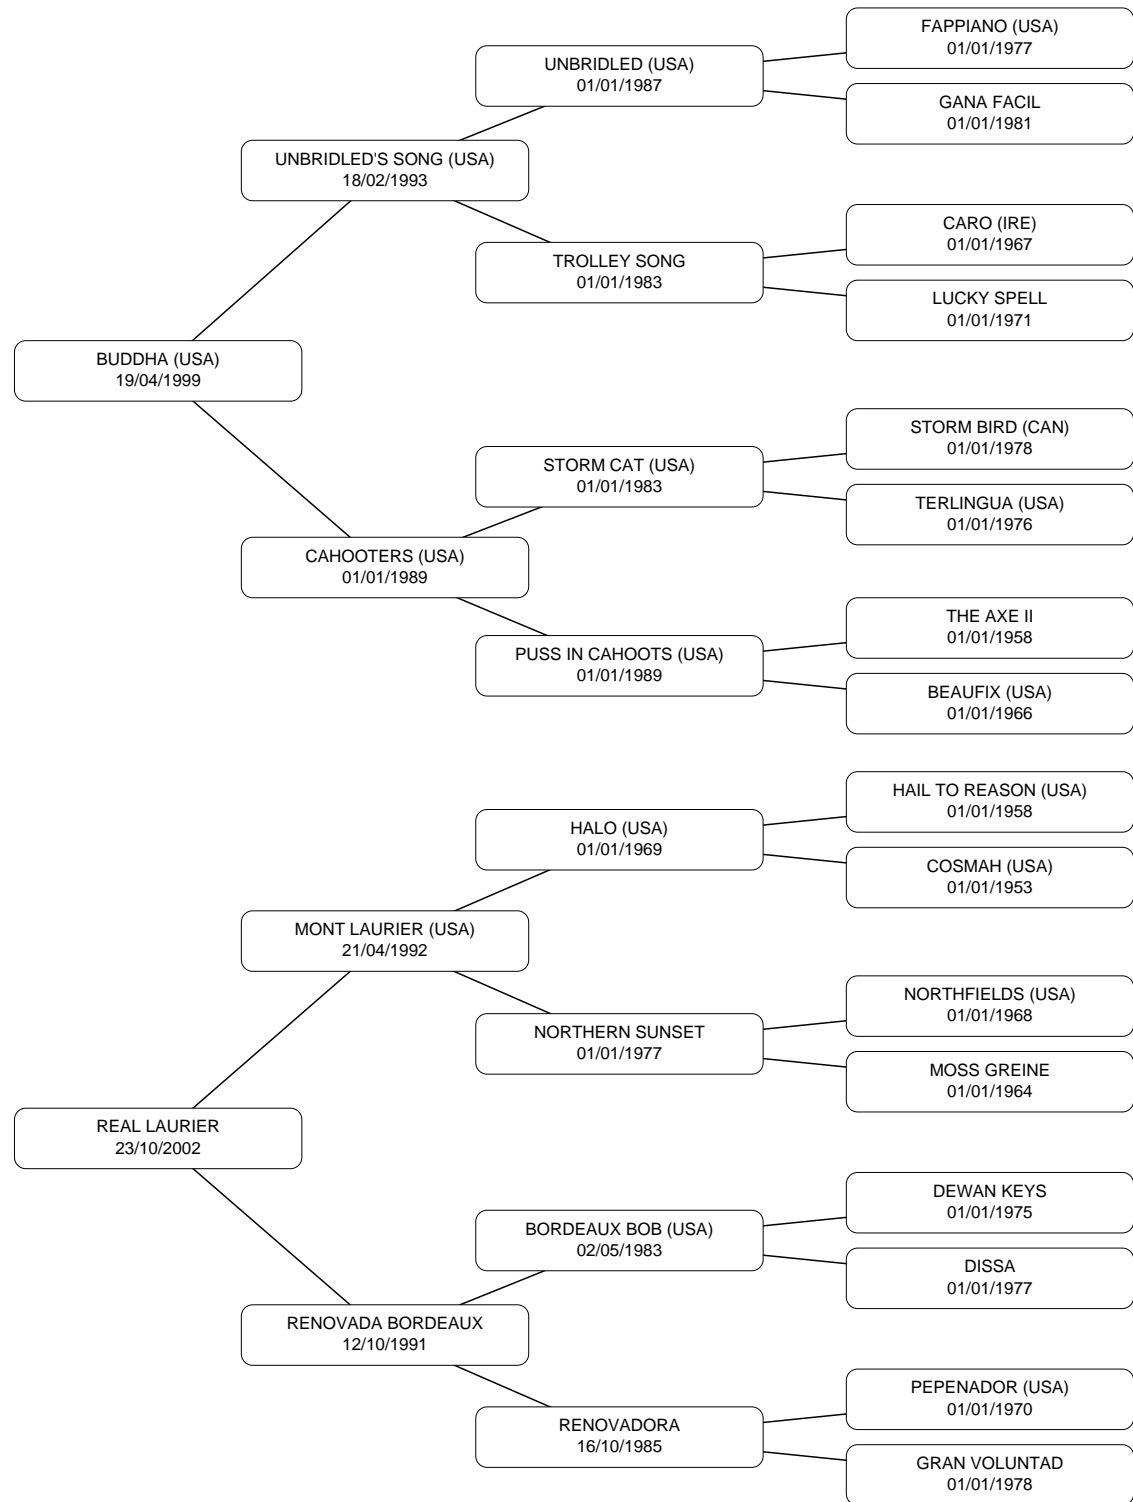 FAPPIANO (USA)
01/01/1977
UNBRIDLED (USA)
01/01/1987
GANA FACIL
01/01/1981
UNBRIDLED'S SONG (USA)
18/02/1993
CARO (IRE)
01/01/1967
TROLLEY SONG
01/01/1983
LUCKY SPELL
01/01/1971
BUDDHA (USA)
19/04/1999
STORM BIRD (CAN)
01/01/1978
STORM CAT (USA)
01/01/1983
TERLINGUA (USA)
01/01/1976
CAHOOTERS (USA)
01/01/1989
THE AXE II
01/01/1958
PUSS IN CAHOOTS (USA)
01/01/1989
BEAUFIX (USA)
01/01/1966
HAIL TO REASON (USA)
01/01/1958
HALO (USA)
01/01/1969
COSMAH (USA)
01/01/1953
MONT LAURIER (USA)
21/04/1992
NORTHFIELDS (USA)
01/01/1968
NORTHERN SUNSET
01/01/1977
MOSS GREINE
01/01/1964
REAL LAURIER
23/10/2002
DEWAN KEYS
01/01/1975
BORDEAUX BOB (USA)
02/05/1983
DISSA
01/01/1977
RENOVADA BORDEAUX
12/10/1991
PEPENADOR (USA)
01/01/1970
RENOVADORA
16/10/1985
GRAN VOLUNTAD
01/01/1978